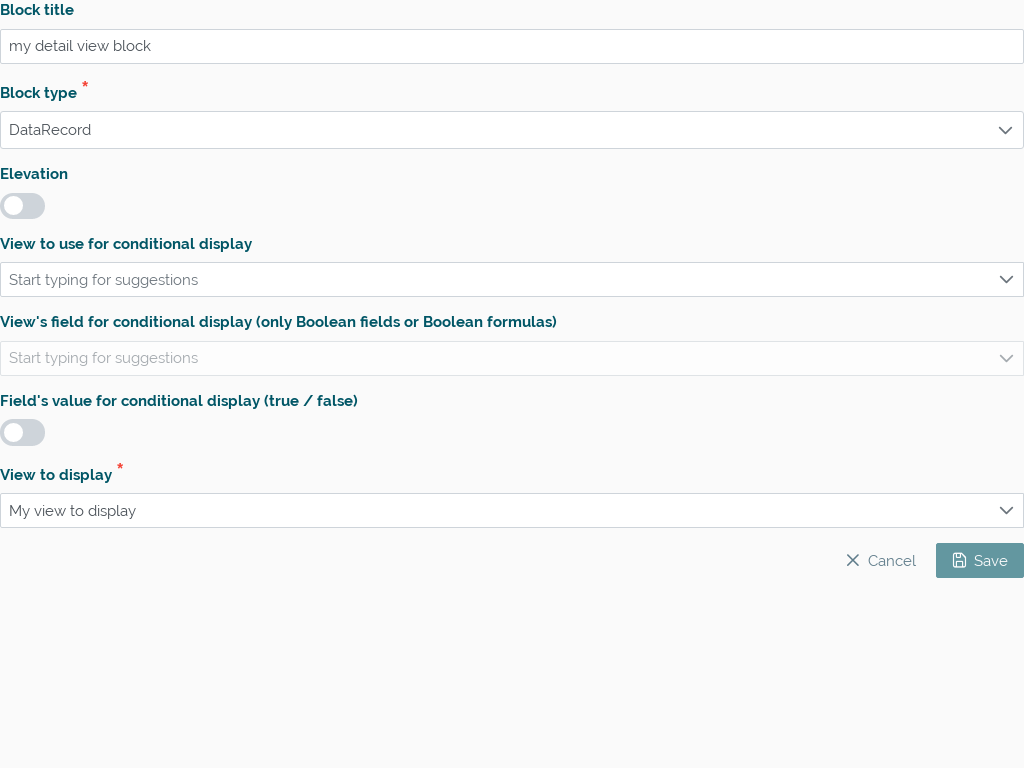 Block title
my detail view block
Block type *
DataRecord
Elevation
View to use for conditional display
Start typing for suggestions
View's field for conditional display (only Boolean fields or Boolean formulas)
Start typing for suggestions
Field's value for conditional display (true / false)
View to display *
My view to display
Cancel Save